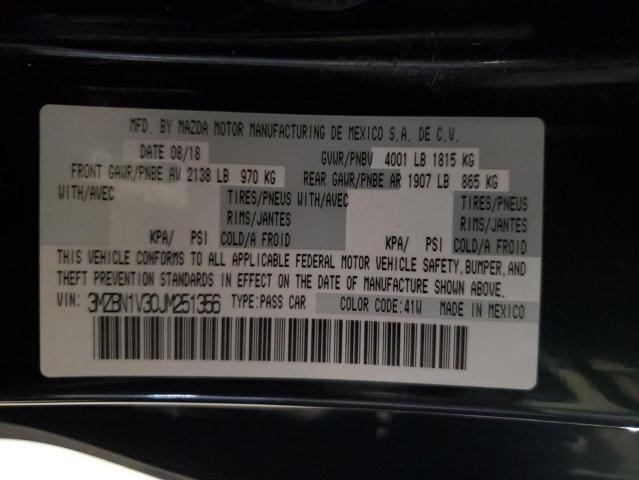 MFD. BY MAZDA MOTOR MANUFACTURING DE MEXICO S.A. DE C.V.
DATE 08/18 GVWR/PNBV 4001 LB 1815 KG
FRONT GAWR/PNBE AV 2138 LB 970 KG REAR GAWR/PNBE AR 1907 LB 865 KG
WITH/AVEC TIRES/PNEUS WITH/AVEC TIRES/PNEUS
RIMS/JANTES RIMS/JANTES
KPA/ PSI COLD/A FROID KPA/ PSI COLD/A FROID
THIS VEHICLE CONFORMS TO ALL APPLICABLE FEDERAL MOTOR VEHICLE SAFETY, BUMPER, AND
THEFT PREVENTION STANDARDS IN EFFECT ON THE DATE OF MANUFACTURE SHOWN ABOVE.
VIN: 3MZBN1V30JM251356 TYPE:PASS CAR COLOR CODE:41W MADE IN MEXICO